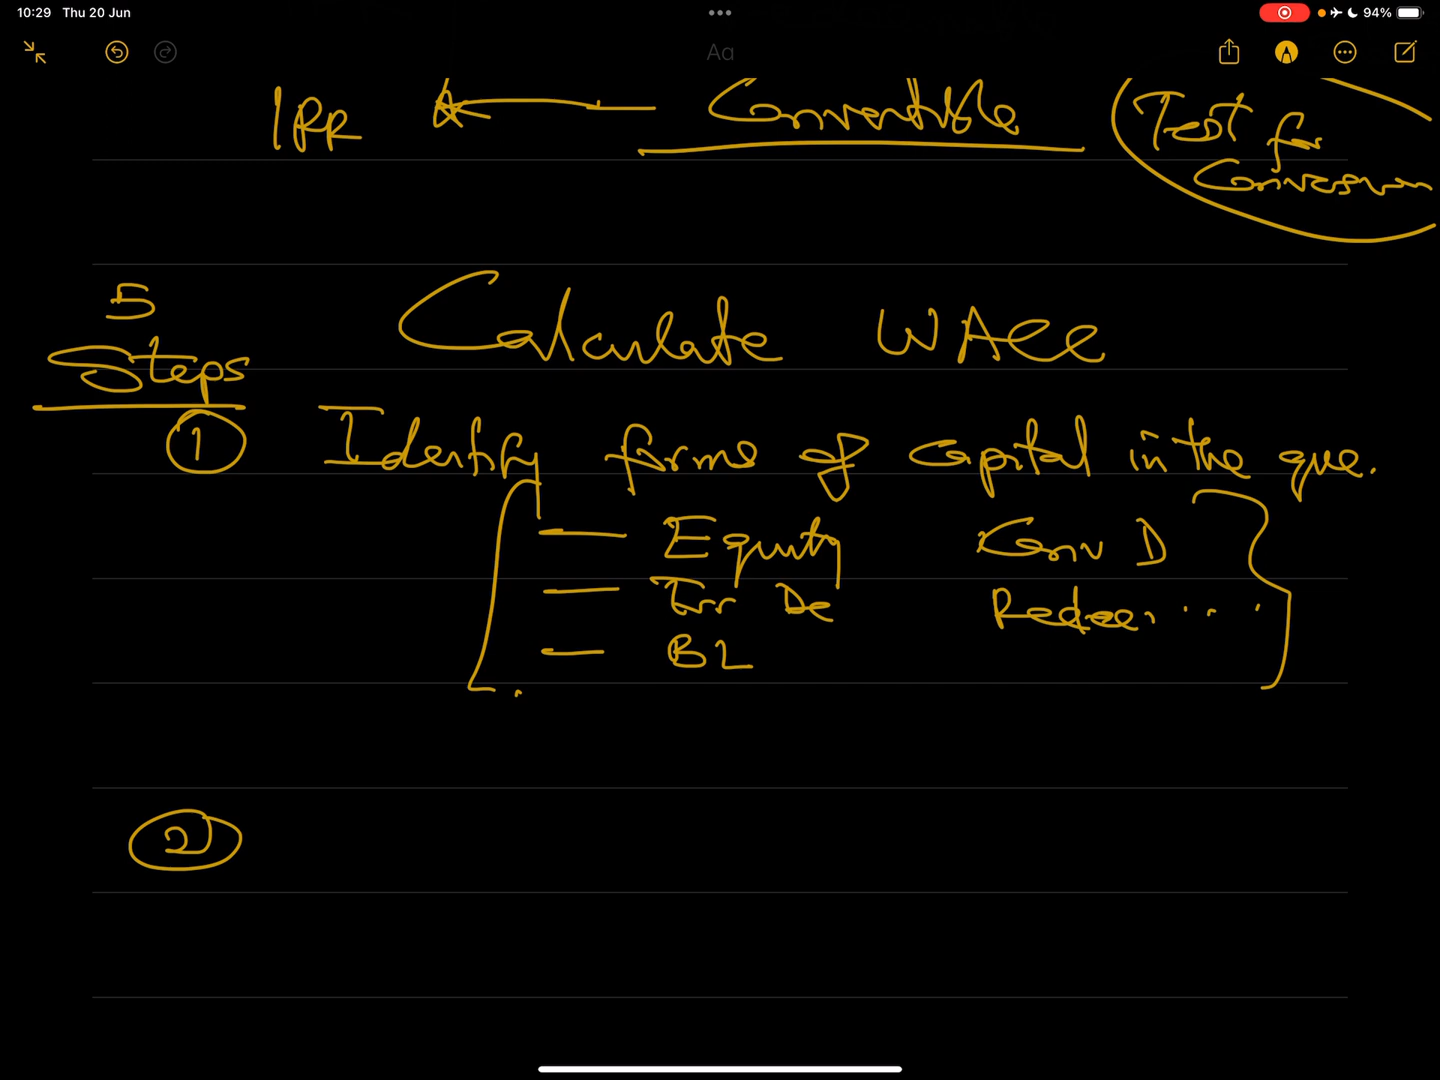 10:29 Thu 20 Jun 94%
Aa
IRR Convertible Test for
Conversion
5 Calculate WACC
Steps
1 Identify forms of capital in the que.
Equity Conv D
Irr De Redee...
BL
2